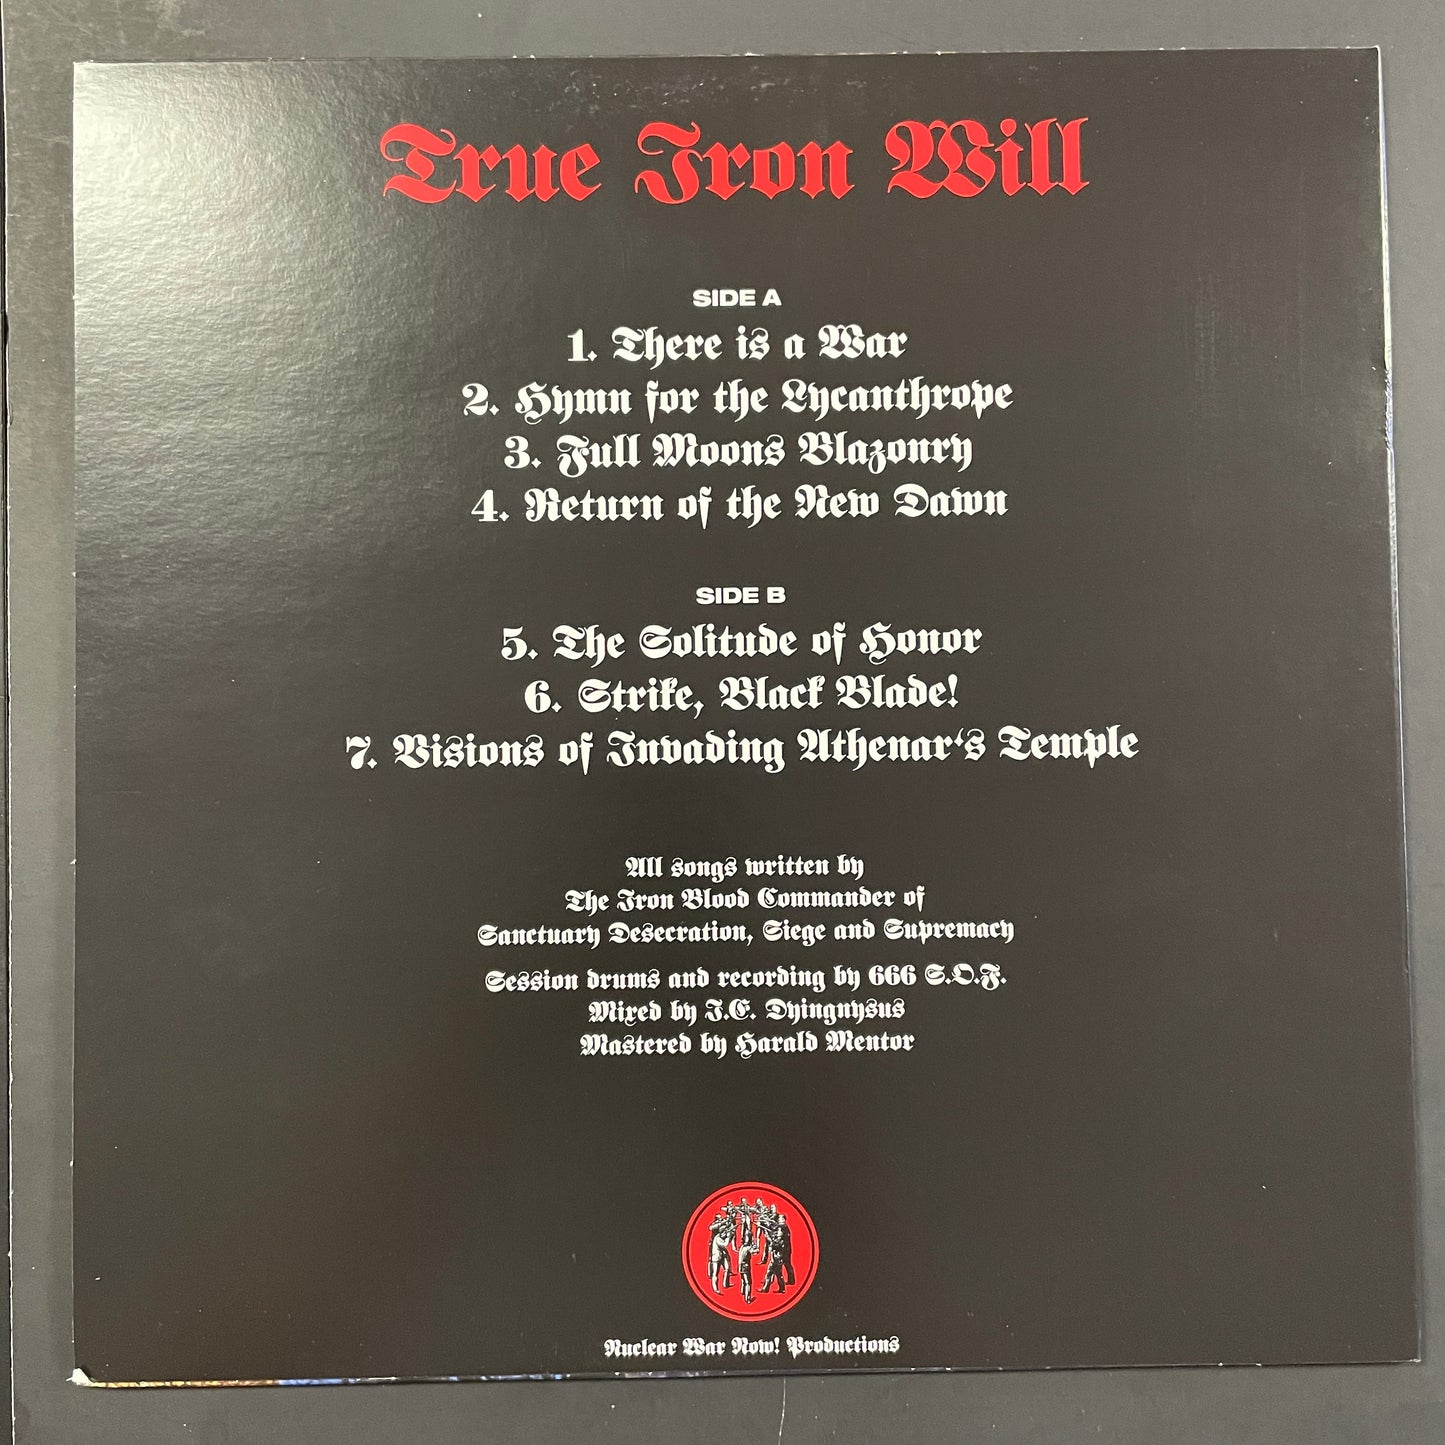 True Iron Will
SIDE A
1. There is a War
2. Hymn for the Lycanthrope
3. Full Moons Blazonry
4. Return of the New Dawn
SIDE B
5. The Solitude of Honor
6. Strike, Black Blade!
7. Visions of Invading Athenar‘s Temple
All songs written by
The Iron Blood Commander of
Sanctuary Desecration, Siege and Supremacy
Session drums and recording by 666 S.O.F.
Mixed by J.E. Dyingnysus
Mastered by Harald Mentor
Nuclear War Now! Productions